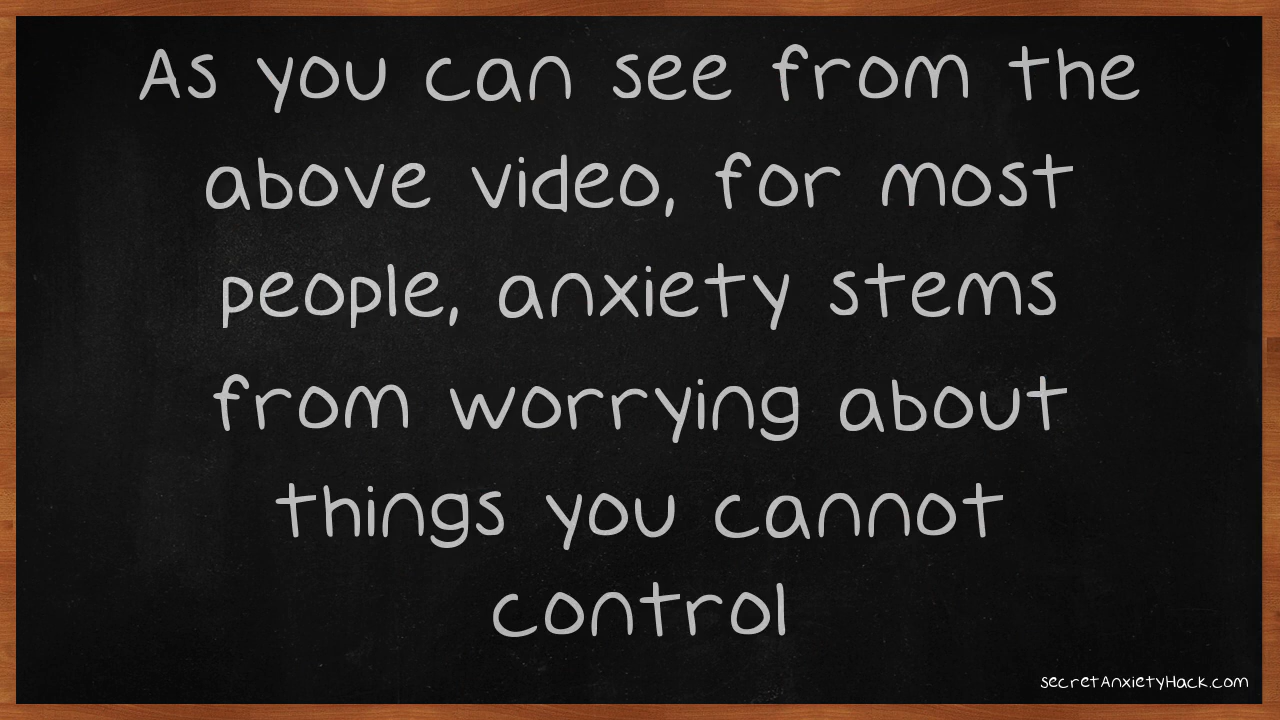 As you can see from the
above video, for most
people, anxiety stems
from worrying about
things you cannot
control
secretAnxietyHack.com